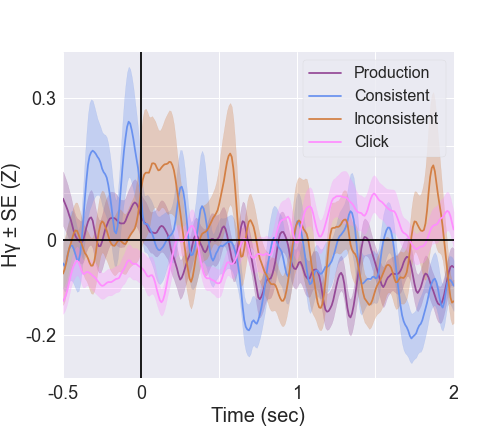 Production
Consistent
Inconsistent
Click
0.3
0
-0.2
Hγ ± SE (Z)
-0.5
0
1
2
Time (sec)